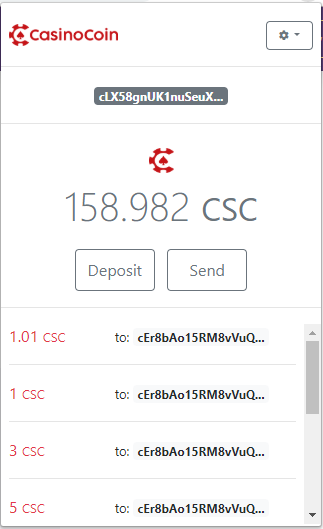 CasinoCoin
cLX58gnUK1nuSeuX...
158.982 CSC
Deposit Send
1.01 CSC to: cEr8bAo15RM8vVuQ...
1 CSC to: cEr8bAo15RM8vVuQ...
3 CSC to: cEr8bAo15RM8vVuQ...
5 CSC to: cEr8bAo15RM8vVuQ...